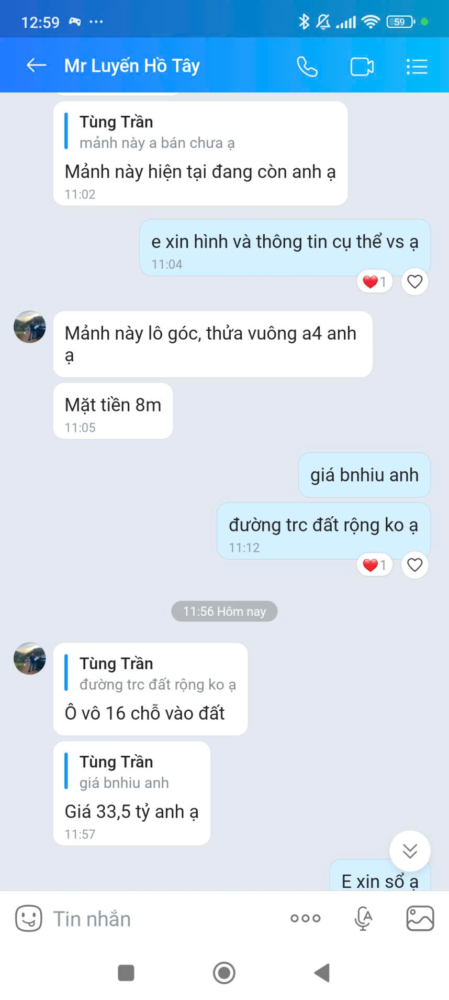 12:59
59
Mr Luyến Hồ Tây
Tùng Trần
mảnh này a bán chưa ạ
Mảnh này hiện tại đang còn anh ạ
11:02
e xin hình và thông tin cụ thể vs ạ
11:04
1
Mảnh này lô góc, thửa vuông a4 anh
ạ
Mặt tiền 8m
11:05
giá bnhiu anh
đường trc đất rộng ko ạ
11:12
1
11:56 Hôm nay
Tùng Trần
đường trc đất rộng ko ạ
Ô vô 16 chỗ vào đất
Tùng Trần
giá bnhiu anh
Giá 33,5 tỷ anh ạ
11:57
E xin sổ ạ
Tin nhắn